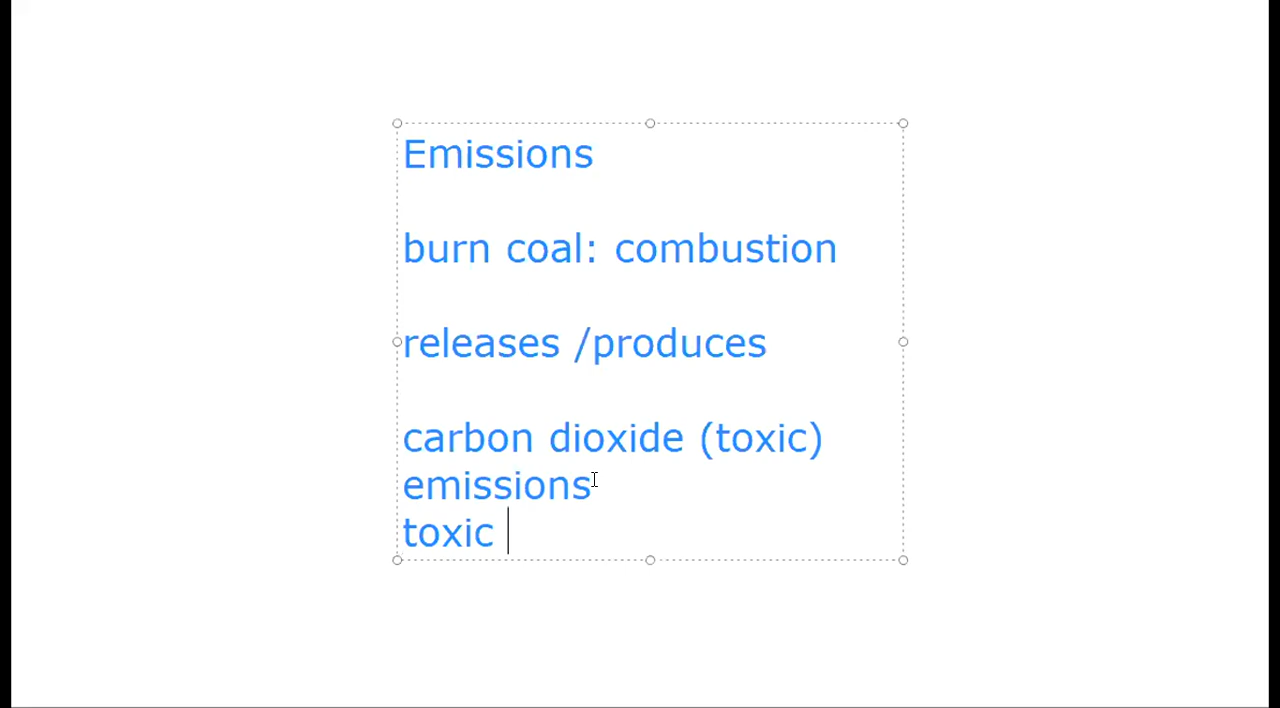 Emissions
burn coal: combustion
releases /produces
carbon dioxide (toxic)
emissions
toxic